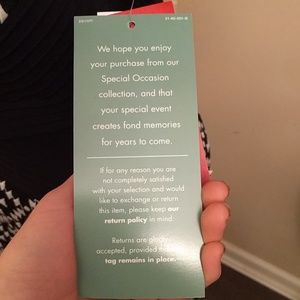 We hope you enjoy
your purchase from our
Special Occasion
collection, and that
your special event
creates fond memories
for years to come.
If for any reason you are
not completely satisfied
with your selection and would
like to exchange or return
this item, please keep our
return policy in mind:
Returns are gladly
accepted, provided
tag remains in place.